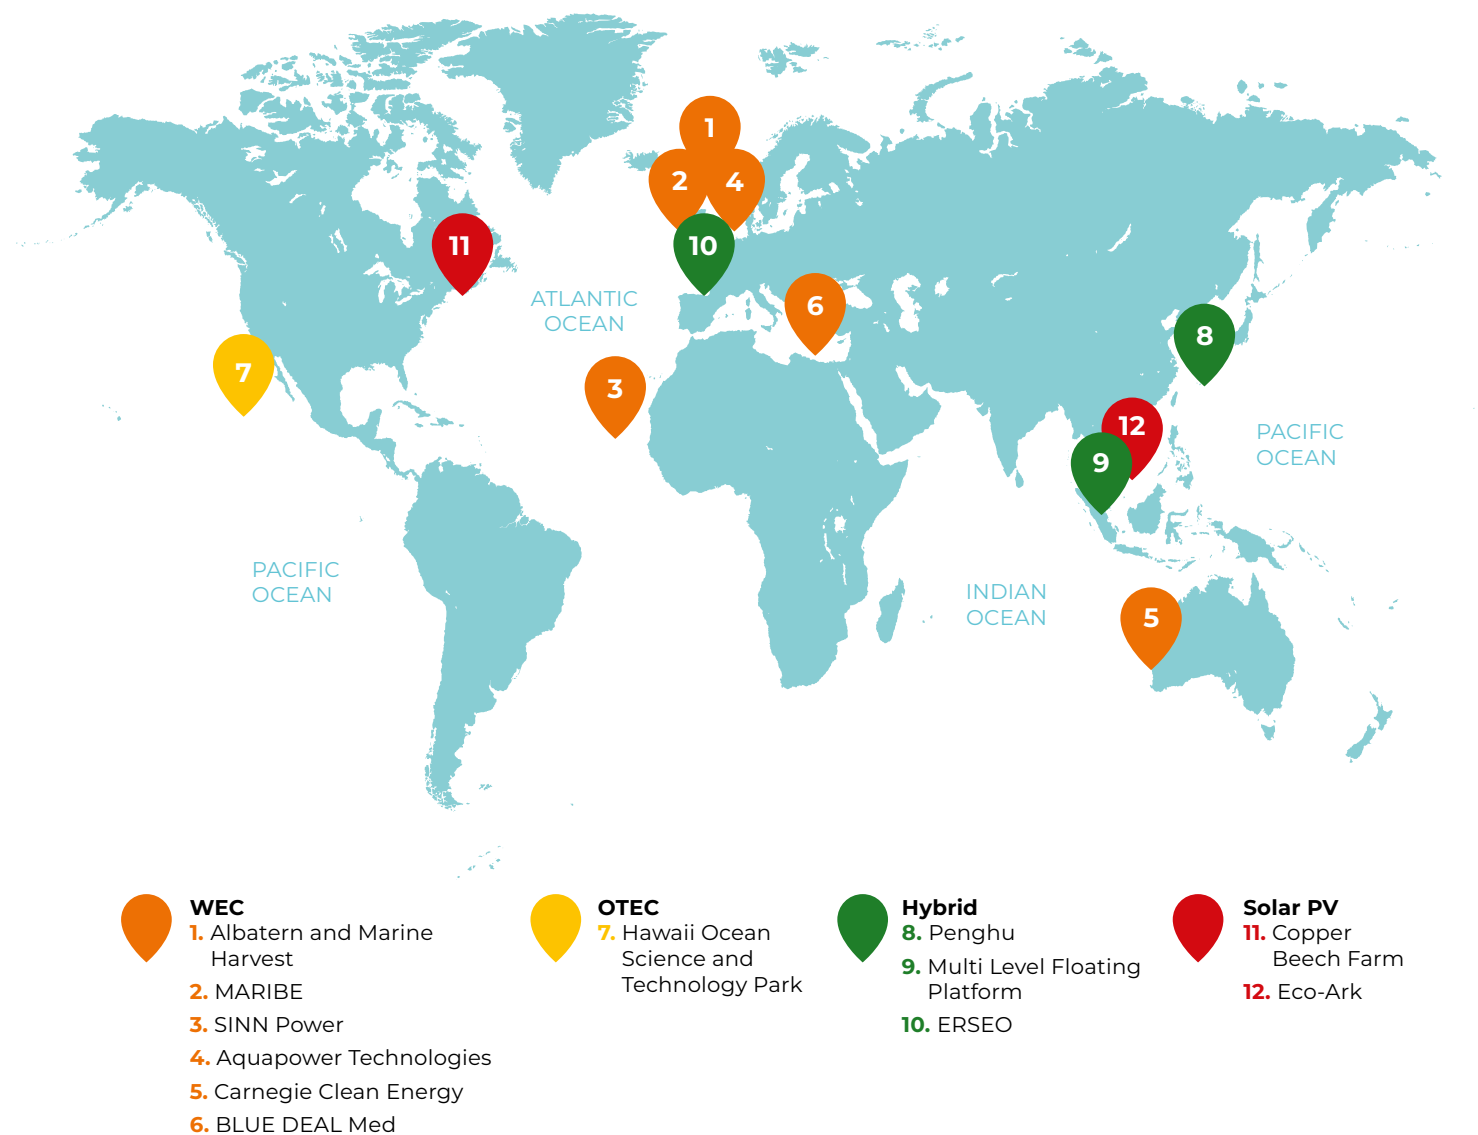 1
2
4
10
11
6
8
7
3
12
9
5
ATLANTIC
OCEAN
PACIFIC
OCEAN
PACIFIC
OCEAN
INDIAN
OCEAN
WEC
1. Albatern and Marine
Harvest
2. MARIBE
3. SINN Power
4. Aquapower Technologies
5. Carnegie Clean Energy
6. BLUE DEAL Med
OTEC
7. Hawaii Ocean
Science and
Technology Park
Hybrid
8. Penghu
9. Multi Level Floating
Platform
10. ERSEO
Solar PV
11. Copper
Beech Farm
12. Eco-Ark